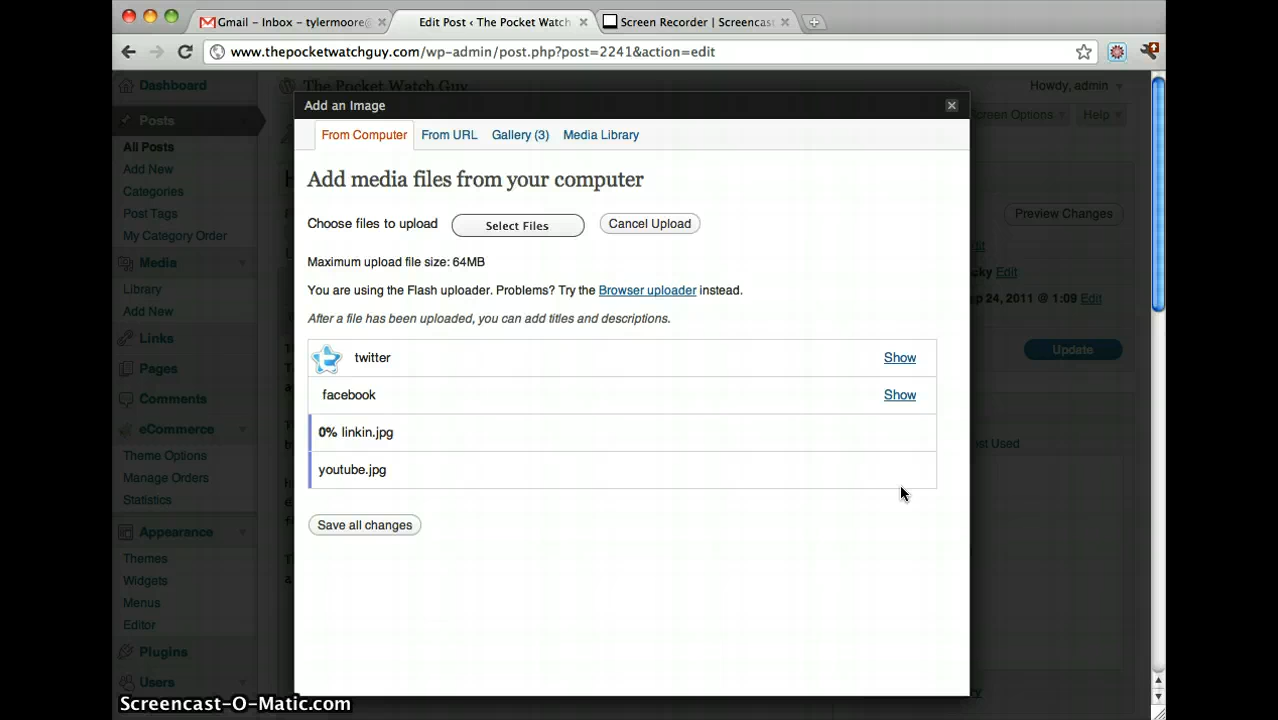 Gmail – Inbox – tylermoore@
Edit Post ‹ The Pocket Watch
Screen Recorder | Screencast
www.thepocketwatchguy.com/wp-admin/post.php?post=2241&action=edit
Dashboard
The Pocket Watch Guy
Howdy, admin
Add an Image
Screen Options
Help
Posts
From Computer
From URL
Gallery (3)
Media Library
All Posts
Add New
Add media files from your computer
Categories
Post Tags
Preview Changes
Choose files to upload
Select Files
Cancel Upload
My Category Order
Media
Maximum upload file size: 64MB
Edit
Library
You are using the Flash uploader. Problems? Try the Browser uploader instead.
Sep 24, 2011 @ 1:09 Edit
Add New
After a file has been uploaded, you can add titles and descriptions.
Links
twitter
Show
Update
Pages
Comments
facebook
Show
eCommerce
0% linkin.jpg
Most Used
Theme Options
youtube.jpg
Manage Orders
Statistics
Save all changes
Appearance
Themes
Widgets
Menus
Editor
Plugins
Users
Screencast-O-Matic.com